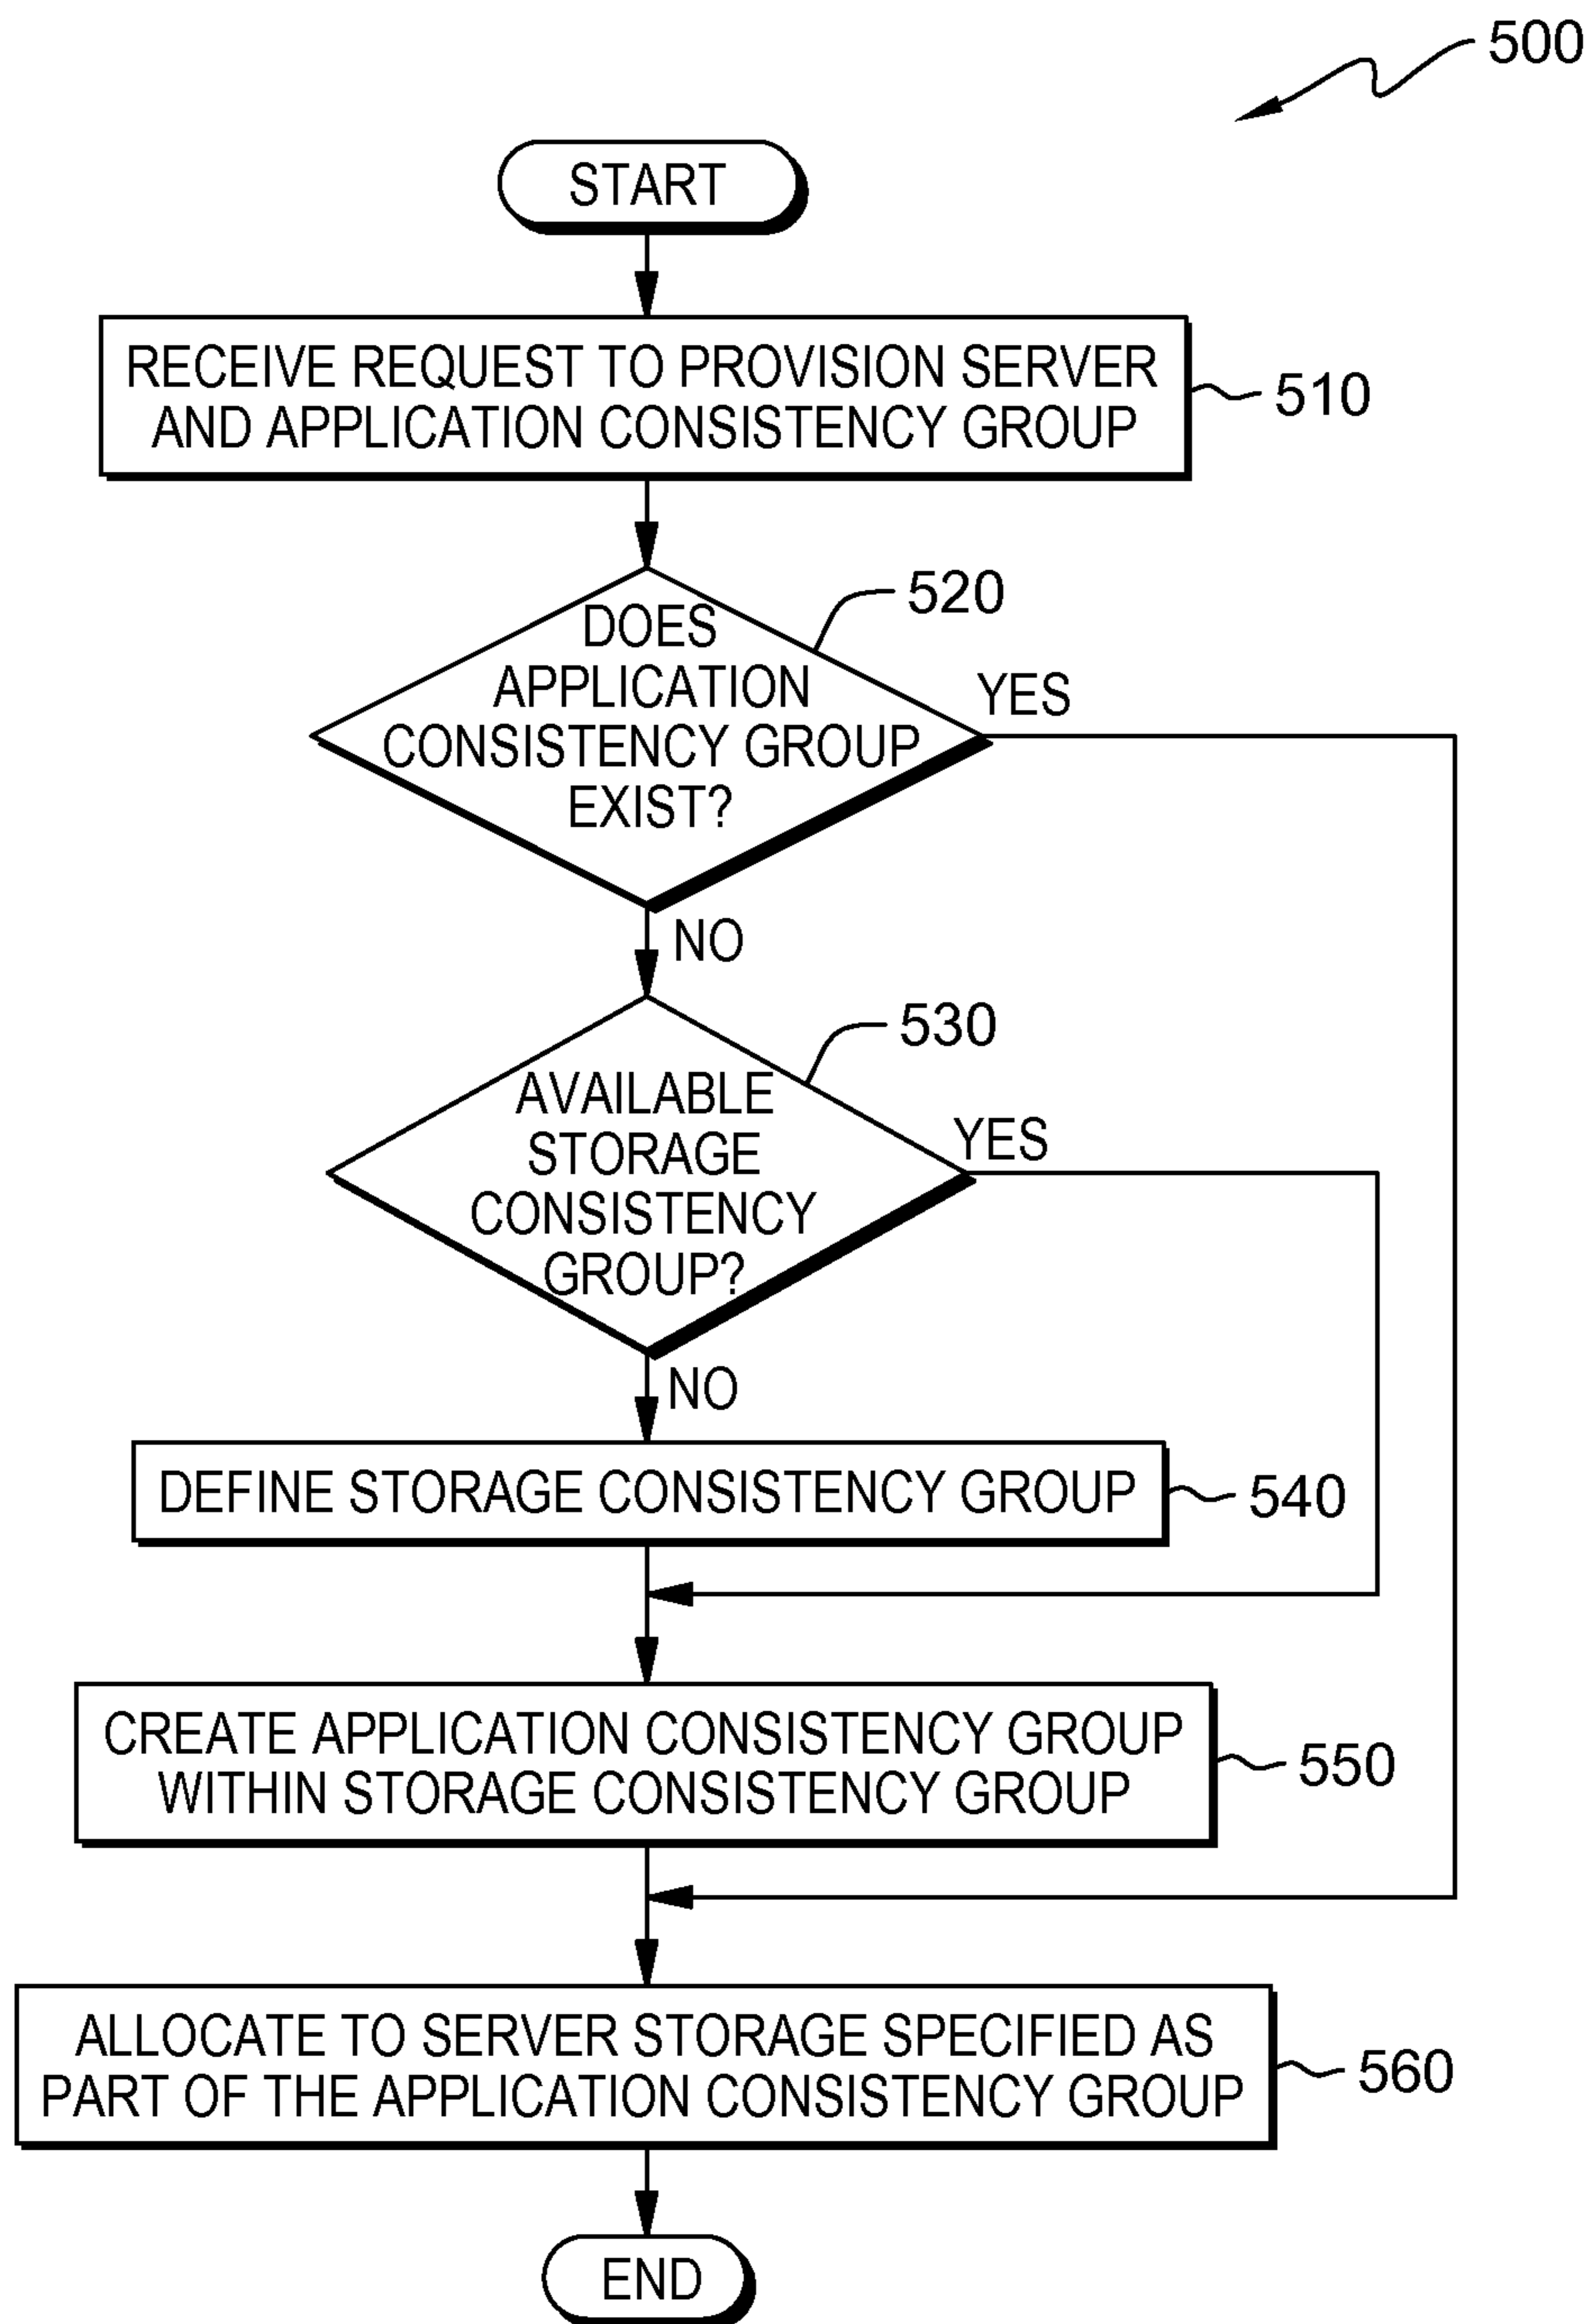 500
START
RECEIVE REQUEST TO PROVISION SERVER
AND APPLICATION CONSISTENCY GROUP
510
520
DOES
APPLICATION
CONSISTENCY GROUP
EXIST?
YES
NO
530
AVAILABLE
STORAGE
CONSISTENCY
GROUP?
YES
NO
DEFINE STORAGE CONSISTENCY GROUP
540
CREATE APPLICATION CONSISTENCY GROUP
WITHIN STORAGE CONSISTENCY GROUP
550
ALLOCATE TO SERVER STORAGE SPECIFIED AS
PART OF THE APPLICATION CONSISTENCY GROUP
560
END